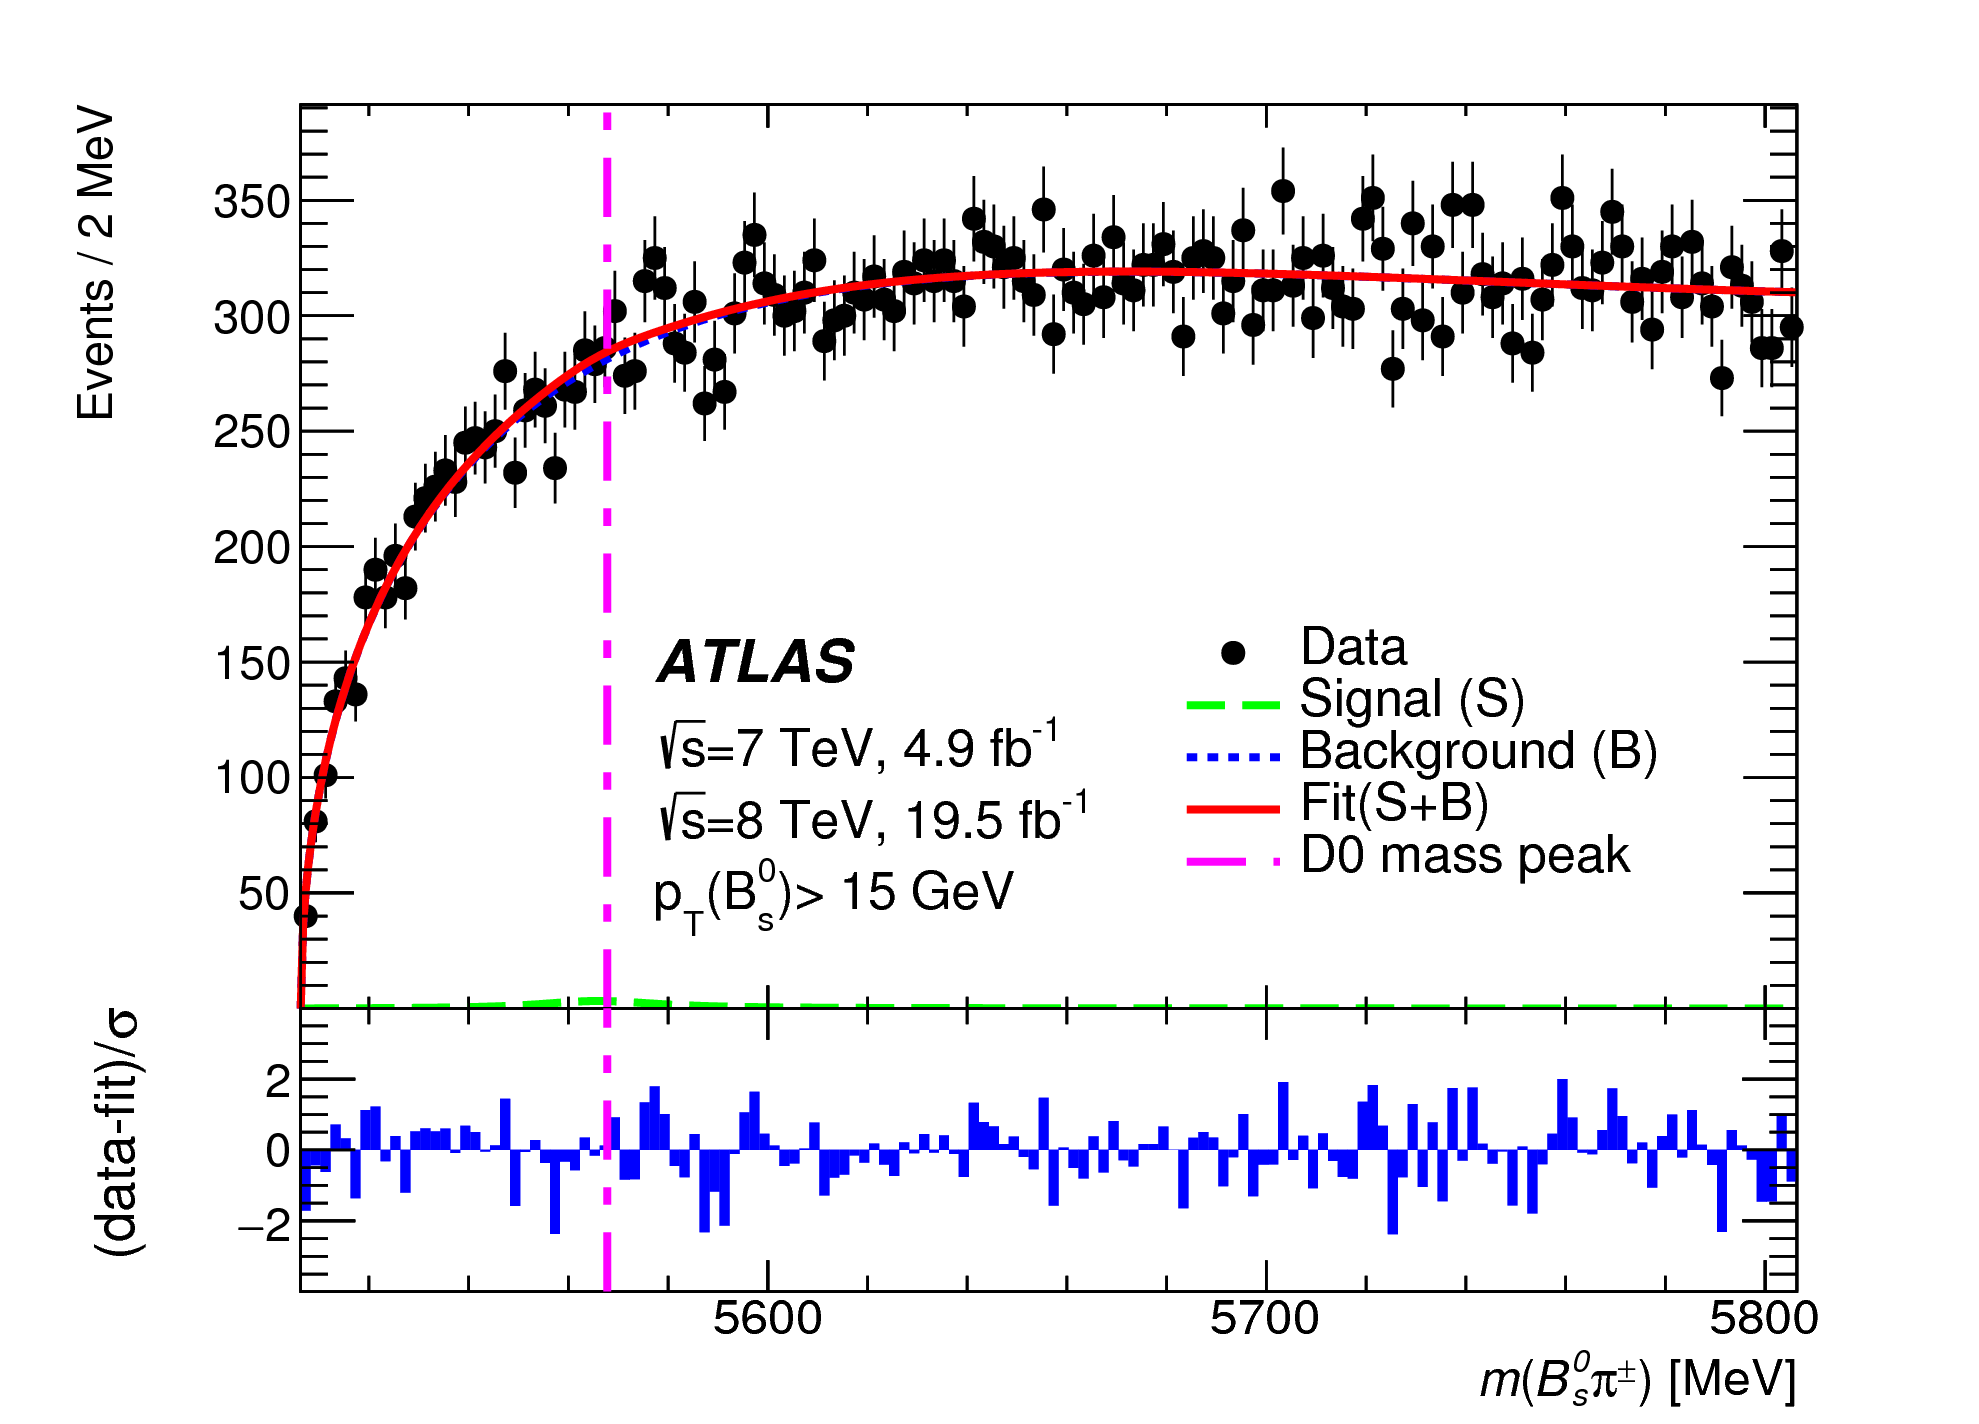 Events / 2 MeV
350
300
250
200
150
100
50
ATLAS
√s=7 TeV, 4.9 fb⁻¹
√s=8 TeV, 19.5 fb⁻¹
p_T(B_s^0)> 15 GeV
Data
Signal (S)
Background (B)
Fit(S+B)
D0 mass peak
(data-fit)/σ
2
0
−2
5600 5700 5800
m(B_s^0π^±) [MeV]